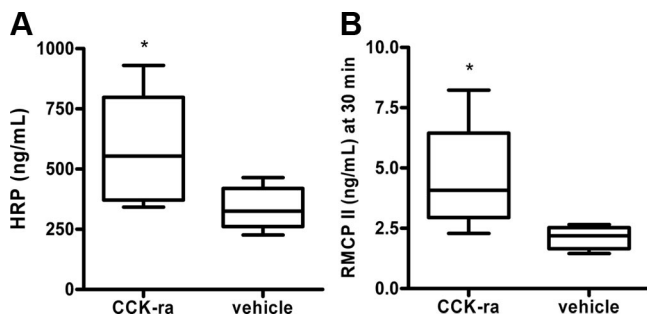 A
HRP (ng/mL)
1000
750
500
250
0
*
CCK-ra
vehicle
B
RMCP II (ng/mL) at 30 min
10.0
7.5
5.0
2.5
0.0
*
CCK-ra
vehicle